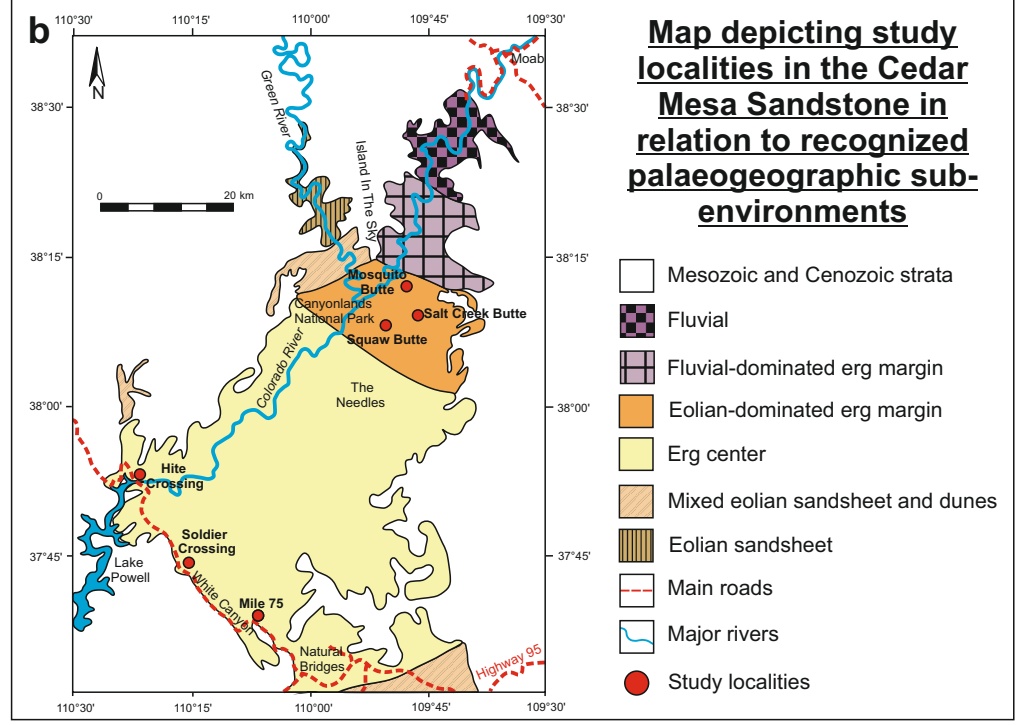 b
110°30'
110°15'
110°00'
109°45'
109°30'
Map depicting study
localities in the Cedar
Mesa Sandstone in
relation to recognized
palaeogeographic sub-
environments
N
Moab
Green River
38°30'
38°30'
Island In The Sky
0
20 km
38°15'
38°15'
Mosquito
Butte
Canyonlands
National Park
Salt Creek Butte
Squaw Butte
Colorado River
The
Needles
38°00'
38°00'
Hite
Crossing
Soldier
Crossing
37°45'
37°45'
Lake
Powell
White Canyon
Mile 75
Natural
Bridges
Highway 95
110°30'
110°15'
110°00'
109°45'
109°30'
Mesozoic and Cenozoic strata
Fluvial
Fluvial-dominated erg margin
Eolian-dominated erg margin
Erg center
Mixed eolian sandsheet and dunes
Eolian sandsheet
Main roads
Major rivers
Study localities